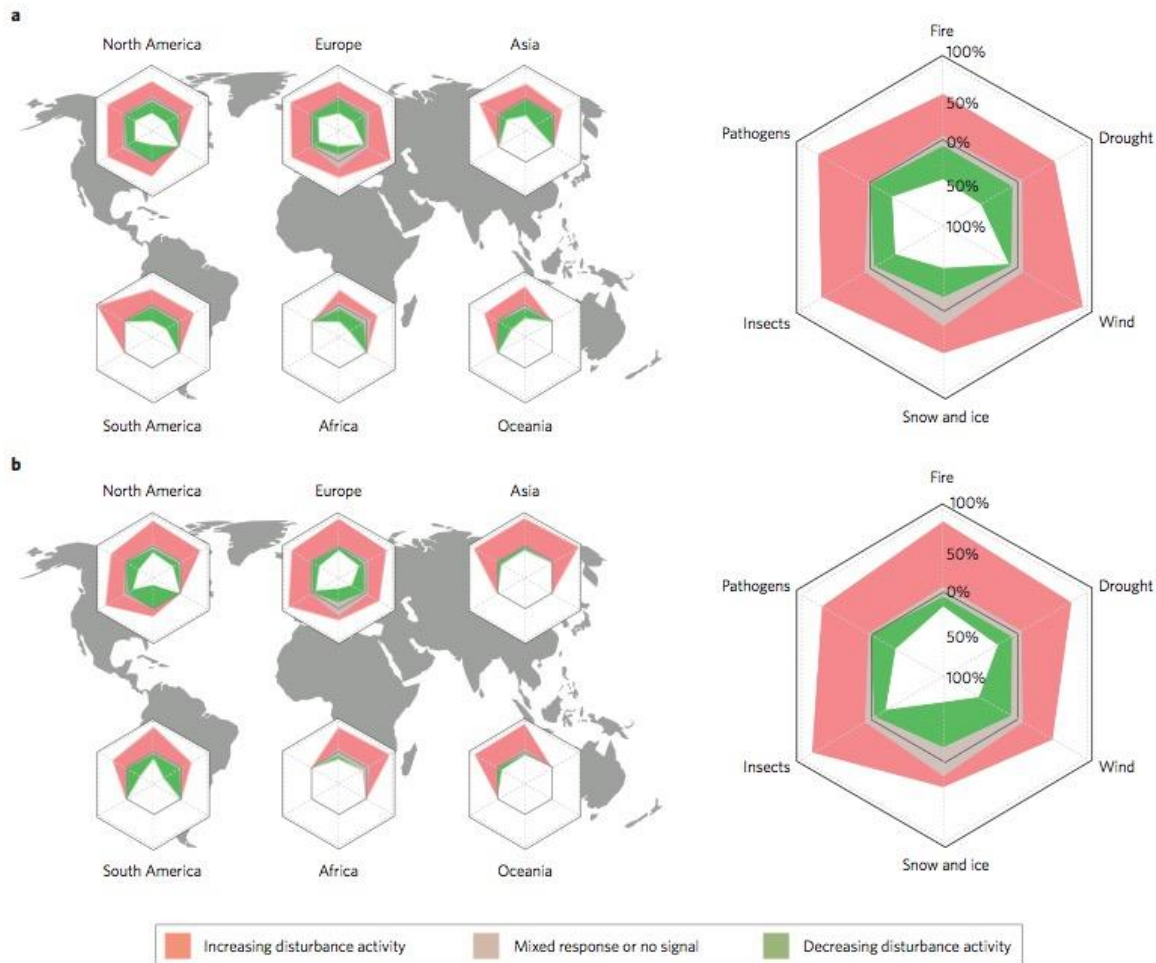 a
North America
Europe
Asia
South America
Africa
Oceania
Fire
100%
50%
0%
50%
100%
Pathogens
Drought
Insects
Wind
Snow and ice
b
North America
Europe
Asia
South America
Africa
Oceania
Fire
100%
50%
0%
50%
100%
Pathogens
Drought
Insects
Wind
Snow and ice
Increasing disturbance activity
Mixed response or no signal
Decreasing disturbance activity